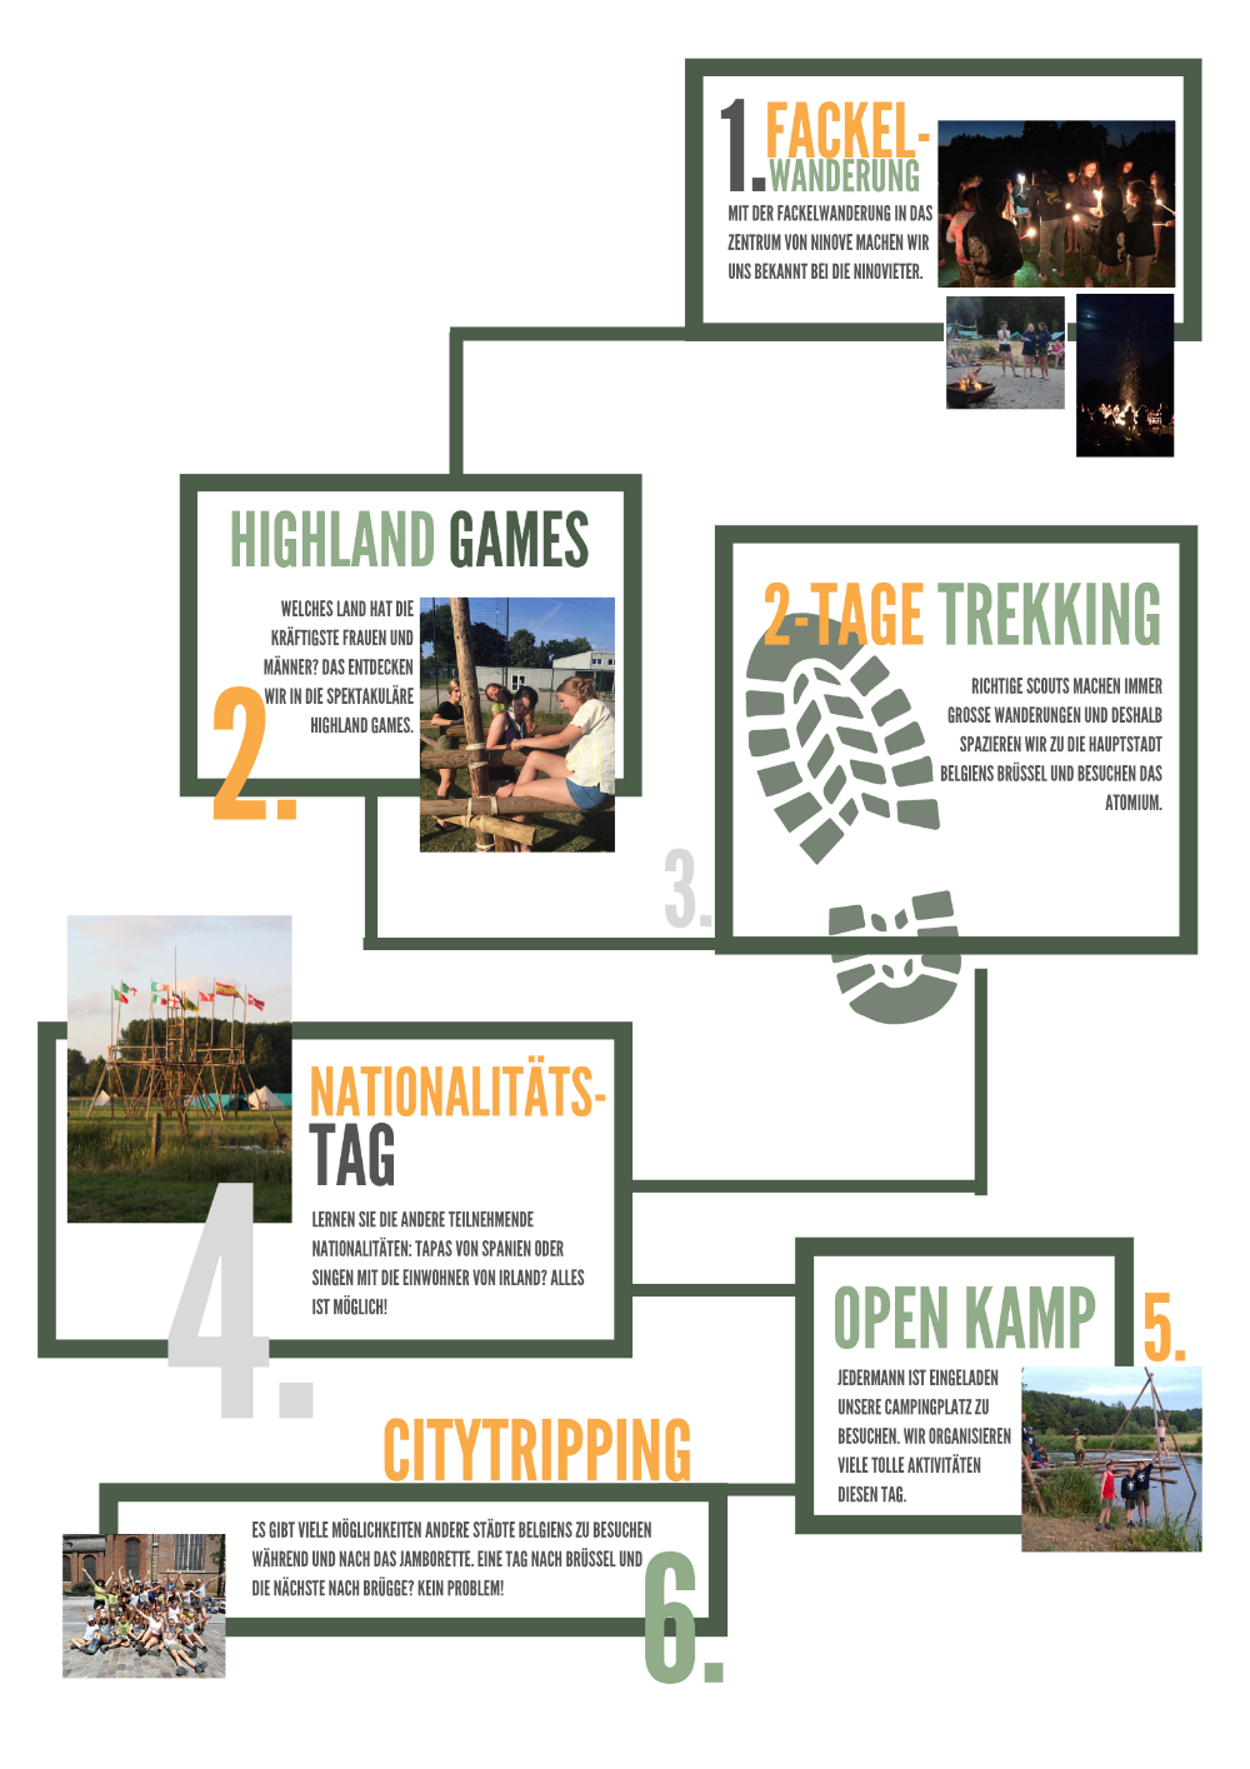 1. FACKEL-
WANDERUNG
MIT DER FACKELWANDERUNG IN DAS
ZENTRUM VON NINOVE MACHEN WIR
UNS BEKANNT BEI DIE NINOVIETER.
HIGHLAND GAMES
WELCHES LAND HAT DIE
KRÄFTIGSTE FRAUEN UND
MÄNNER? DAS ENTDECKEN
WIR IN DIE SPEKTAKULÄRE
HIGHLAND GAMES.
2.
2-TAGE TREKKING
RICHTIGE SCOUTS MACHEN IMMER
GROSSE WANDERUNGEN UND DESHALB
SPAZIEREN WIR ZU DIE HAUPTSTADT
BELGIENS BRÜSSEL UND BESUCHEN DAS
ATOMIUM.
3.
NATIONALITÄTS-
TAG
LERNEN SIE DIE ANDERE TEILNEHMENDE
NATIONALITÄTEN: TAPAS VON SPANIEN ODER
SINGEN MIT DIE EINWOHNER VON IRLAND? ALLES
IST MÖGLICH!
4.
OPEN KAMP
5.
JEDERMANN IST EINGELADEN
UNSERE CAMPINGPLATZ ZU
BESUCHEN. WIR ORGANISIEREN
VIELE TOLLE AKTIVITÄTEN
DIESEN TAG.
CITYTRIPPING
ES GIBT VIELE MÖGLICHKEITEN ANDERE STÄDTE BELGIENS ZU BESUCHEN
WÄHREND UND NACH DAS JAMBORETTE. EINE TAG NACH BRÜSSEL UND
DIE NÄCHSTE NACH BRÜGGE? KEIN PROBLEM!
6.